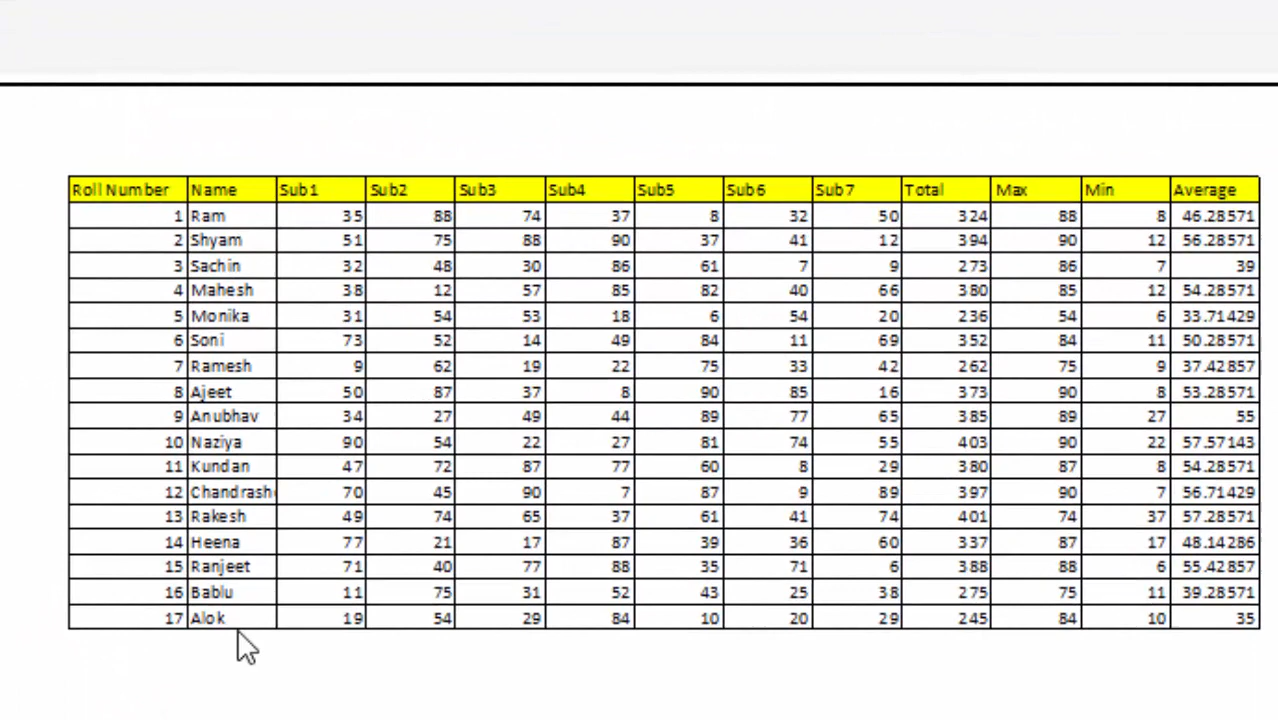 Roll Number Name Sub1 Sub2 Sub3 Sub4 Sub5 Sub6 Sub7 Total Max Min Average
1 Ram 35 88 74 37 8 32 50 324 88 8 46.28571
2 Shyam 51 75 88 90 37 41 12 394 90 12 56.28571
3 Sachin 32 48 30 86 61 7 9 273 86 7 39
4 Mahesh 38 12 57 85 82 40 66 380 85 12 54.28571
5 Monika 31 54 53 18 6 54 20 236 54 6 33.71429
6 Soni 73 52 14 49 84 11 69 352 84 11 50.28571
7 Ramesh 9 62 19 22 75 33 42 262 75 9 37.42857
8 Ajeet 50 87 37 8 90 85 16 373 90 8 53.28571
9 Anubhav 34 27 49 44 89 77 65 385 89 27 55
10 Naziya 90 54 22 27 81 74 55 403 90 22 57.57143
11 Kundan 47 72 87 77 60 8 29 380 87 8 54.28571
12 Chandrash 70 45 90 7 87 9 89 397 90 7 56.71429
13 Rakesh 49 74 65 37 61 41 74 401 74 37 57.28571
14 Heena 77 21 17 87 39 36 60 337 87 17 48.14286
15 Ranjeet 71 40 77 88 35 71 6 388 88 6 55.42857
16 Bablu 11 75 31 52 43 25 38 275 75 11 39.28571
17 Alok 19 54 29 84 10 20 29 245 84 10 35